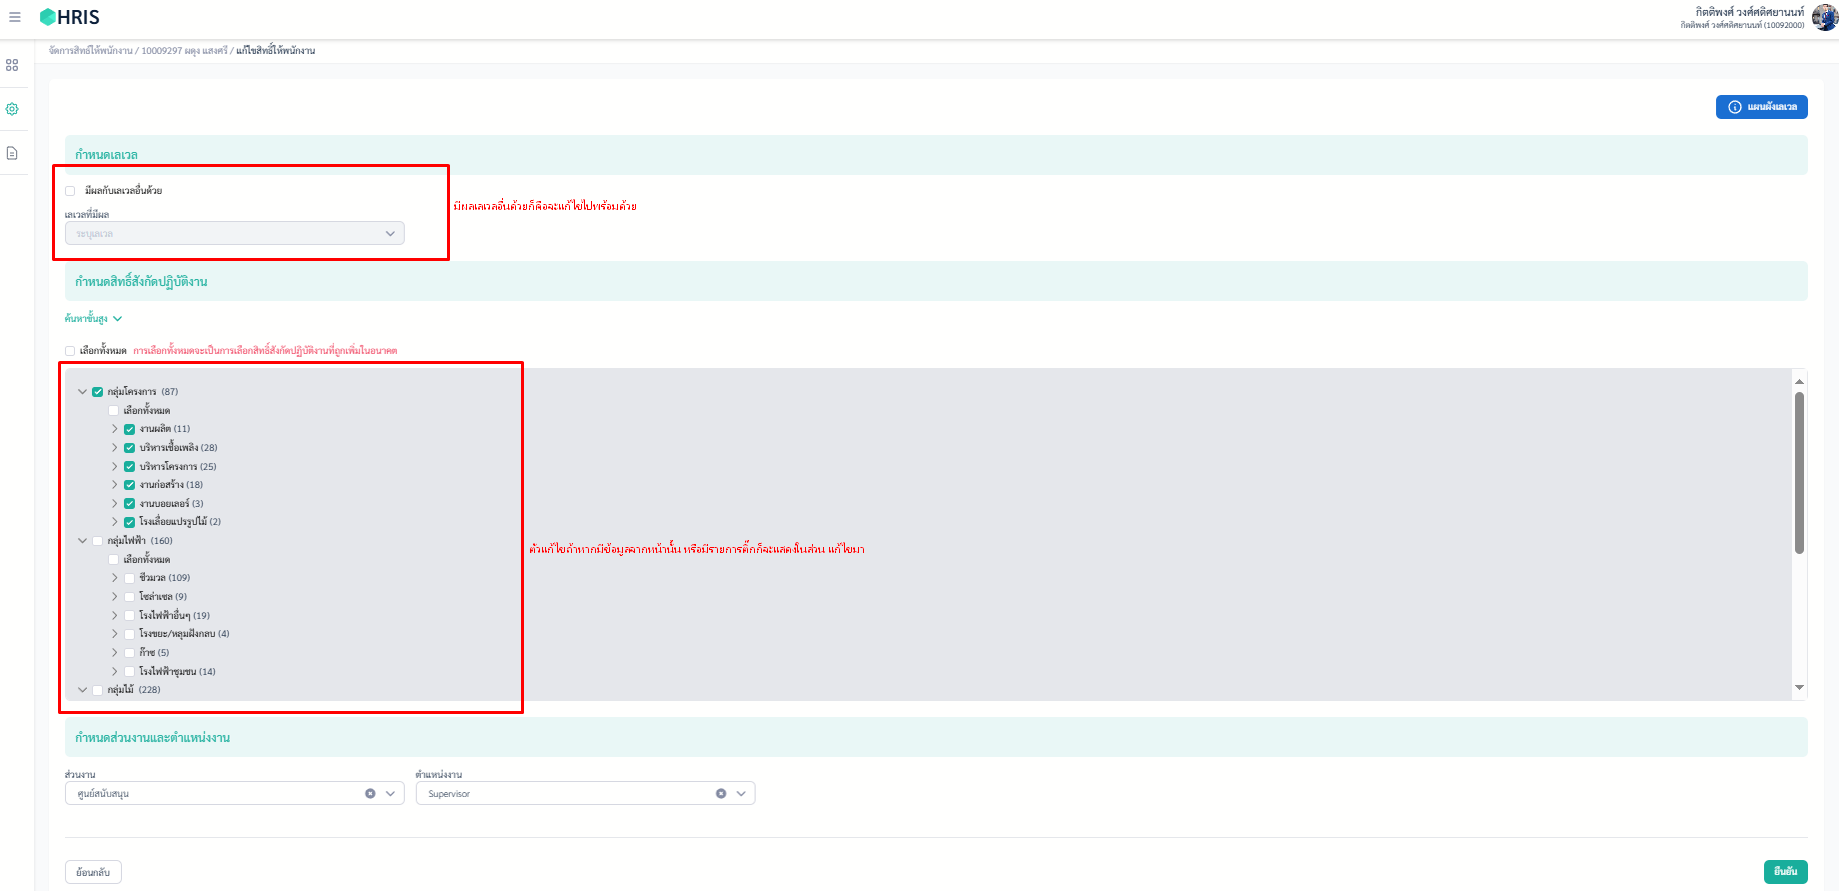 HRIS
กิตติพงศ์ วงศ์ศศิยานนท์
กิตติพงศ์ วงศ์ศศิยานนท์ (10092000)
จัดการสิทธิ์ให้พนักงาน / 10009297 ผดุง แสงศรี / แก้ไขสิทธิ์ให้พนักงาน
แผนผังเลเวล
กำหนดเลเวล
มีผลกับเลเวลอื่นด้วย
มีผลเลเวลอื่นด้วยก็คือจะแก้ไขไปพร้อมด้วย
เลเวลที่มีผล
ระบุเลเวล
กำหนดสิทธิ์สังกัดปฏิบัติงาน
ค้นหาขั้นสูง
เลือกทั้งหมด การเลือกทั้งหมดจะเป็นการเลือกสิทธิ์สังกัดปฏิบัติงานที่ถูกเพิ่มในอนาคต
กลุ่มโครงการ (87)
เลือกทั้งหมด
งานผลิต (11)
บริหารเชื้อเพลิง (28)
บริหารโครงการ (25)
งานก่อสร้าง (18)
งานบอยเลอร์ (3)
โรงเลื่อยแปรรูปไม้ (2)
กลุ่มไฟฟ้า (160)
ตัวแก้ไขถ้าหากมีข้อมูลจากหน้านั้น หรือมีรายการติ๊กก็จะแสดงในส่วน แก้ไขมา
เลือกทั้งหมด
ชีวมวล (109)
โซล่าเซล (9)
โรงไฟฟ้าอื่นๆ (19)
โรงขยะ/หลุมฝังกลบ (4)
ก๊าซ (5)
โรงไฟฟ้าชุมชน (14)
กลุ่มไม้ (228)
กำหนดส่วนงานและตำแหน่งงาน
ส่วนงาน ตำแหน่งงาน
ศูนย์สนับสนุน Supervisor
ย้อนกลับ ยืนยัน